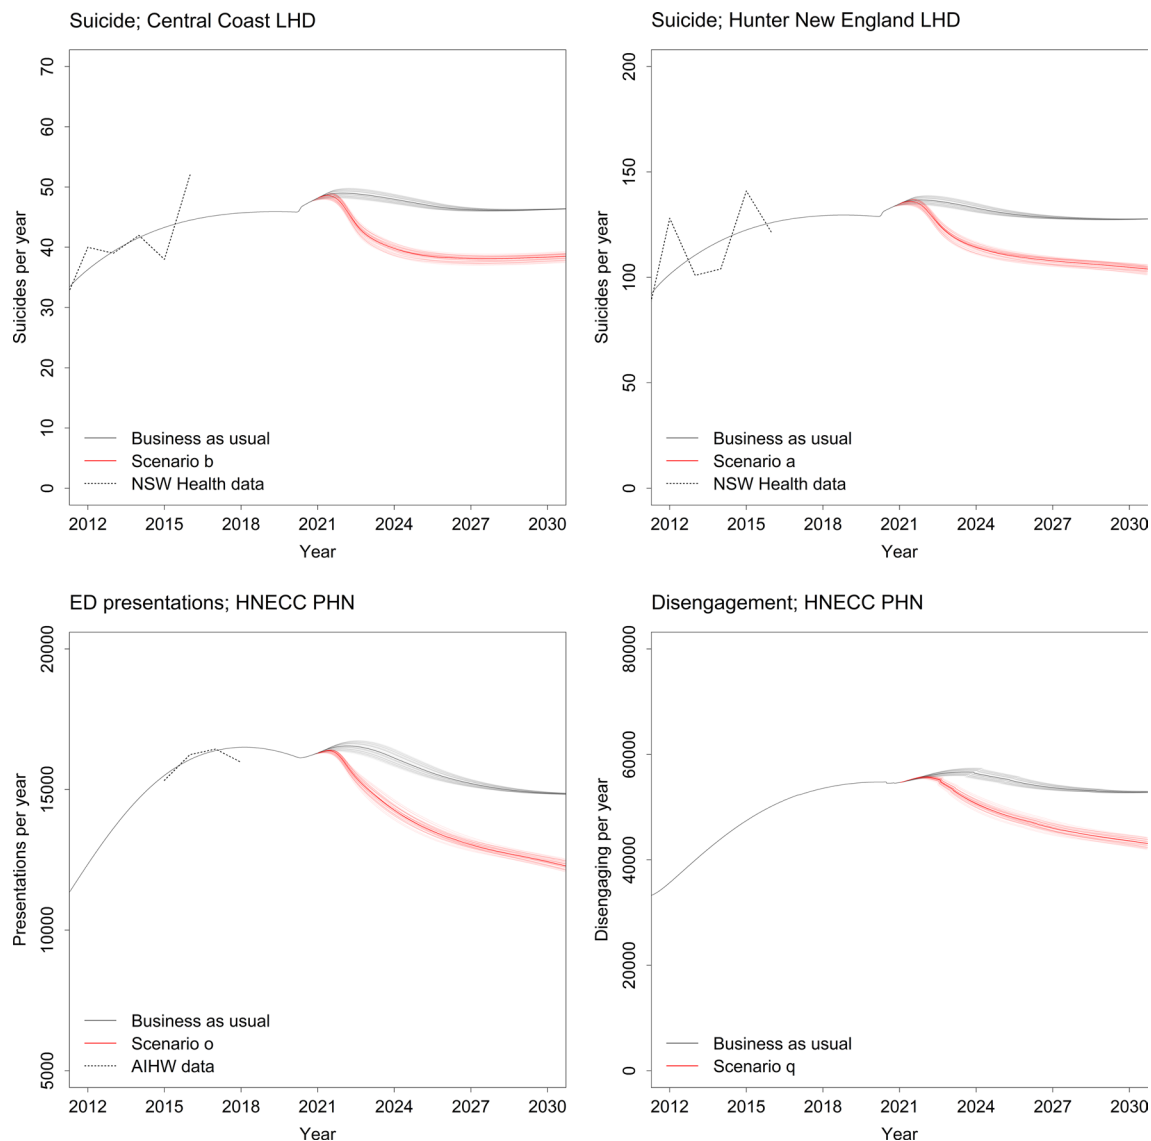 Suicide; Central Coast LHD
70
60
50
40
30
20
10
0
Suicides per year
Business as usual
Scenario b
NSW Health data
2012 2015 2018 2021 2024 2027 2030
Year
Suicide; Hunter New England LHD
200
150
100
50
0
Suicides per year
Business as usual
Scenario a
NSW Health data
2012 2015 2018 2021 2024 2027 2030
Year
ED presentations; HNECC PHN
20000
15000
10000
5000
Presentations per year
Business as usual
Scenario o
AIHW data
2012 2015 2018 2021 2024 2027 2030
Year
Disengagement; HNECC PHN
80000
60000
40000
20000
0
Disengaging per year
Business as usual
Scenario q
2012 2015 2018 2021 2024 2027 2030
Year